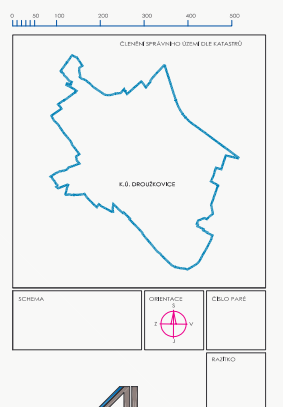 0 50 100 200 300 400 500
ČLENĚNÍ SPRÁVNÍHO ÚZEMÍ DLE KATASTRŮ
K.Ú. DROUŽKOVICE
SCHEMA
ORIENTACE
ČÍSLO PARÉ
S
Z V
J
RAZÍTKO